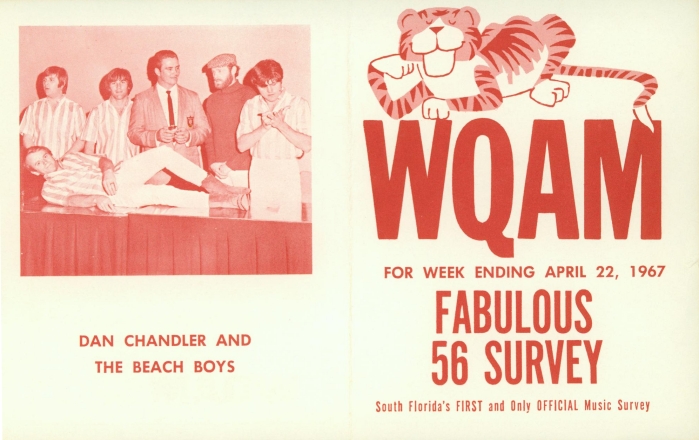 DAN CHANDLER AND
THE BEACH BOYS
WQAM
FOR WEEK ENDING APRIL 22, 1967
FABULOUS
56 SURVEY
South Florida's FIRST and Only OFFICIAL Music Survey